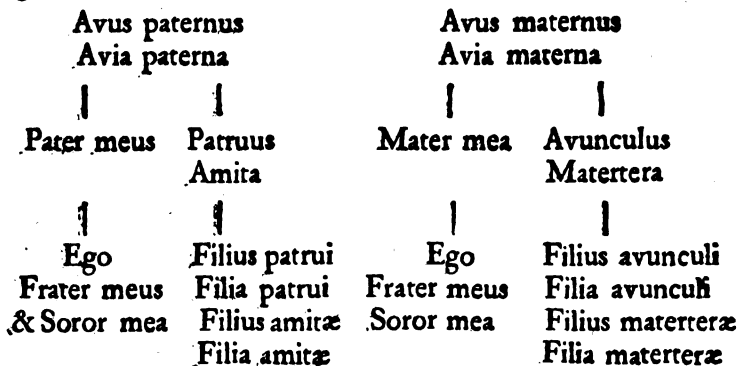 Avus paternus Avus maternus
Avia paterna Avia materna
Pater meus Patruus Mater mea Avunculus
Amita Matertera
Ego Filius patrui Ego Filius avunculi
Frater meus Filia patrui Frater meus Filia avunculi
& Soror mea Filius amitæ Soror mea Filius materteræ
Filia amitæ Filia materteræ